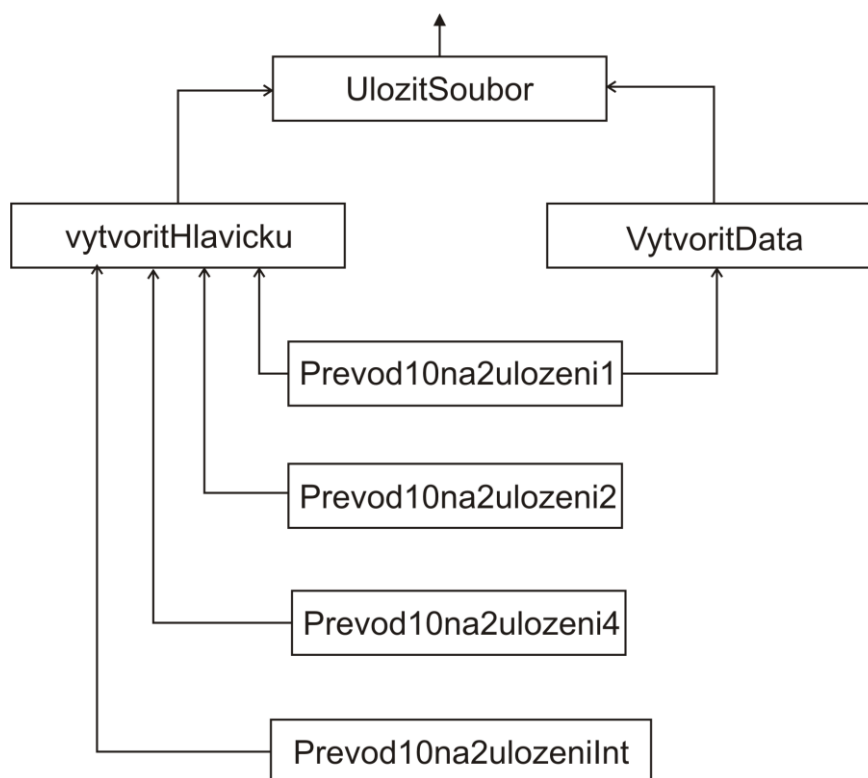 UlozitSoubor
vytvoritHlavicku
VytvoritData
Prevod10na2ulozeni1
Prevod10na2ulozeni2
Prevod10na2ulozeni4
Prevod10na2ulozeniInt